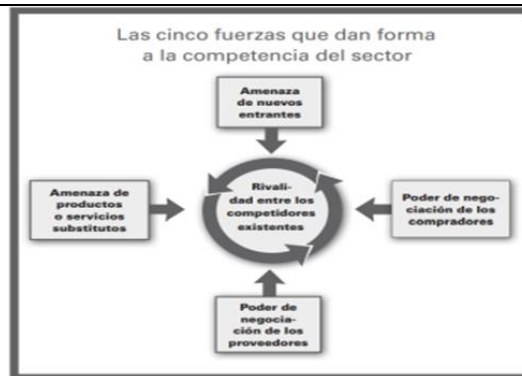 Las cinco fuerzas que dan forma
a la competencia del sector
Amenaza
de nuevos
entrantes
Amenaza de
productos
o servicios
substitutos
Rivali-
dad entre los
competidores
existentes
Poder de nego-
ciación de los
compradores
Poder de
negocia-
ción de los
proveedores